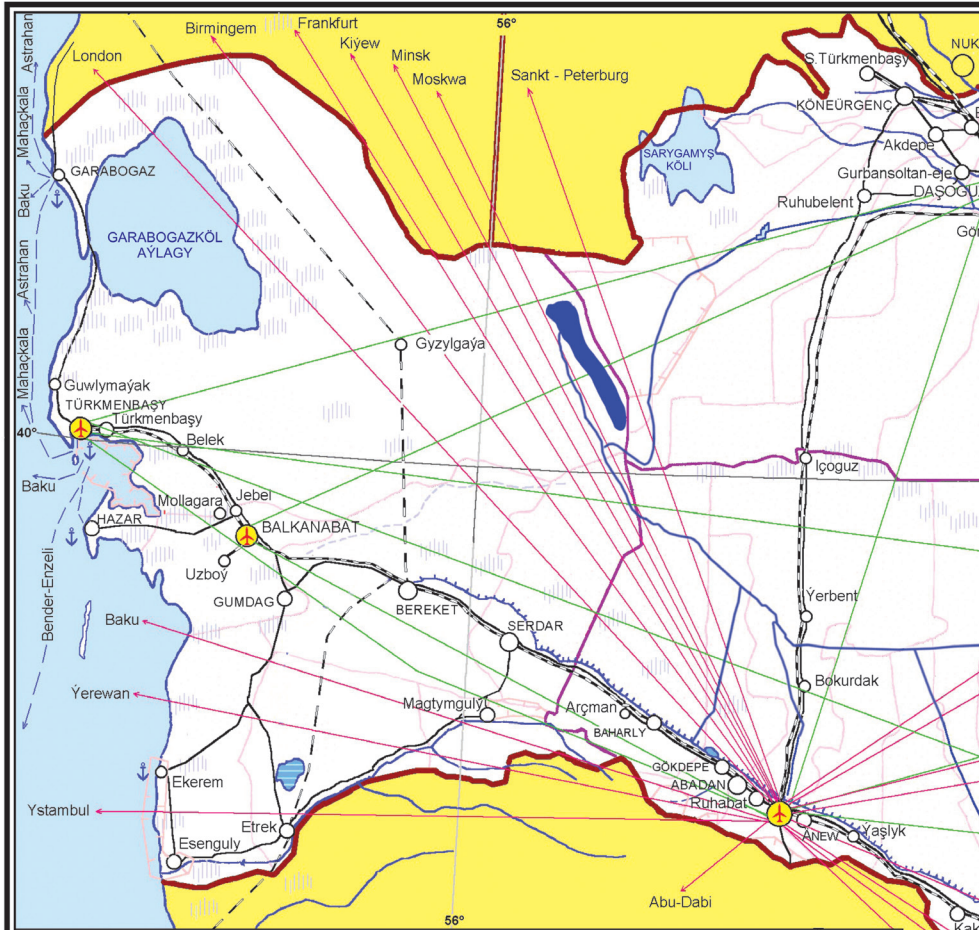 56°
Astrahan
London
Birmingem
Frankfurt
Kiýew
Minsk
Moskwa
Sankt - Peterburg
S.Türkmenbaşy
NUK
KÖNEÜRGENÇ
Mahaçkala
GARABOGAZ
SARYGAMYŞ
KÖLI
Akdepe
Gurbansoltan-eje
DAŞOGU
Ruhubelent
Baku
GARABOGAZKÖL
AÝLAGY
Astrahan
Gyzylgaýa
Mahaçkala
Guwlymaýak
TÜRKMENBAŞY
Türkmenbaşy
40°
Belek
Içoguz
Baku
Mollagara
Jebel
HAZAR
BALKANABAT
Uzboý
GUMDAG
BEREKET
Bender-Enzeli
Baku
SERDAR
Ýerbent
Ýerewan
Magtymguly
Arçman
BAHARLY
Bokurdak
GÖKDEPE
ABADAN
Ruhabat
Ekerem
Ystambul
Etrek
ÄNEW
Ýaşlyk
Esenguly
Abu-Dabi
56°